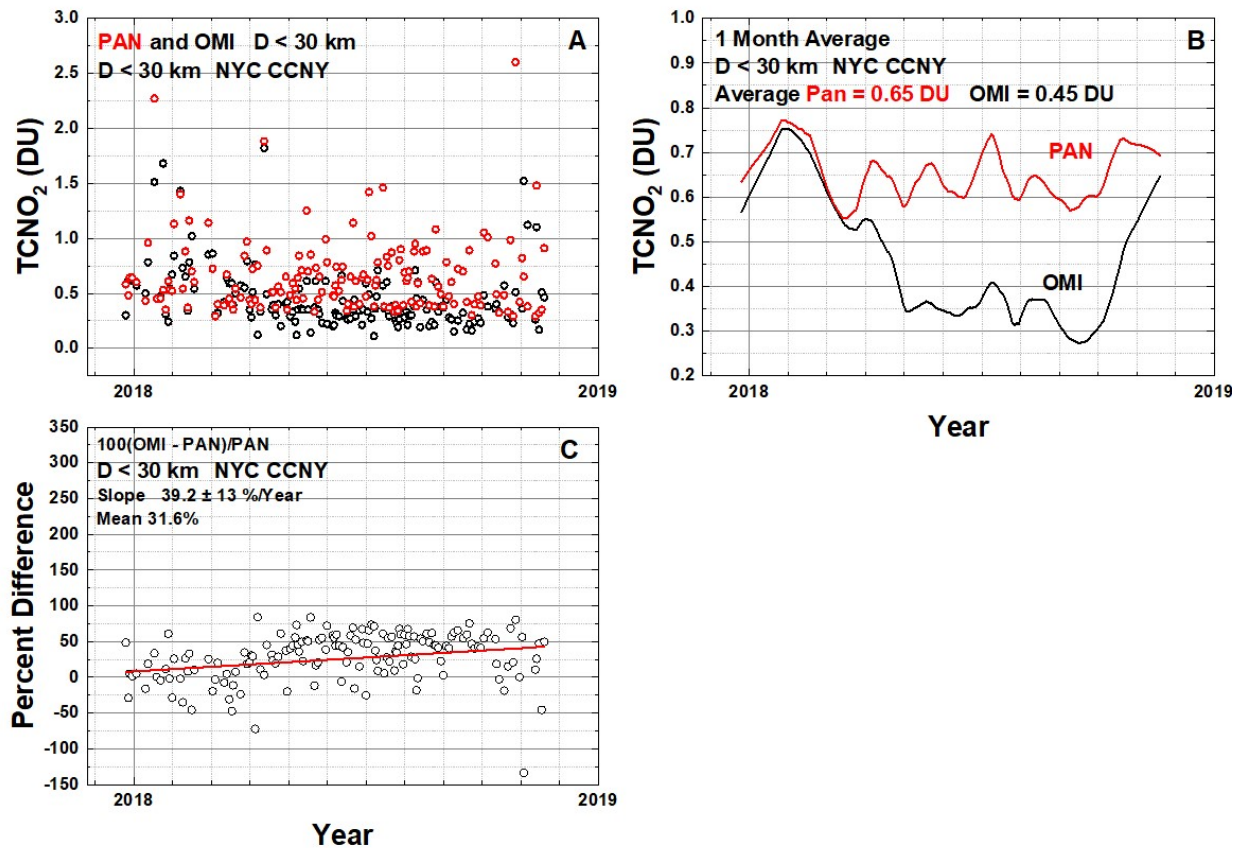 3.0
2.5
2.0
1.5
1.0
0.5
0.0
TCNO2 (DU)
PAN and OMI D < 30 km
D < 30 km NYC CCNY
A
2018
2019
1.0
0.9
0.8
0.7
0.6
0.5
0.4
0.3
0.2
TCNO2 (DU)
1 Month Average
D < 30 km NYC CCNY
Average Pan = 0.65 DU OMI = 0.45 DU
B
PAN
OMI
2018
2019
Year
350
300
250
200
150
100
50
0
-50
-100
-150
Percent Difference
100(OMI - PAN)/PAN
D < 30 km NYC CCNY
Slope 39.2 ± 13 %/Year
Mean 31.6%
C
2018
2019
Year